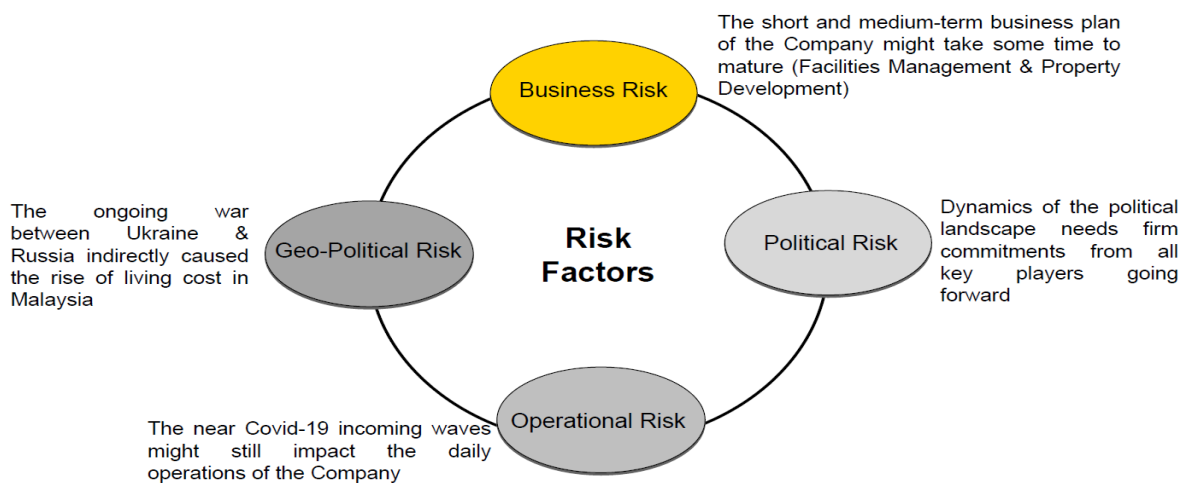 The short and medium-term business plan
of the Company might take some time to
mature (Facilities Management & Property
Development)
Business Risk
The ongoing war
between Ukraine &
Russia indirectly caused
the rise of living cost in
Malaysia
Geo-Political Risk
Risk
Factors
Political Risk
Dynamics of the political
landscape needs firm
commitments from all
key players going
forward
Operational Risk
The near Covid-19 incoming waves
might still impact the daily
operations of the Company